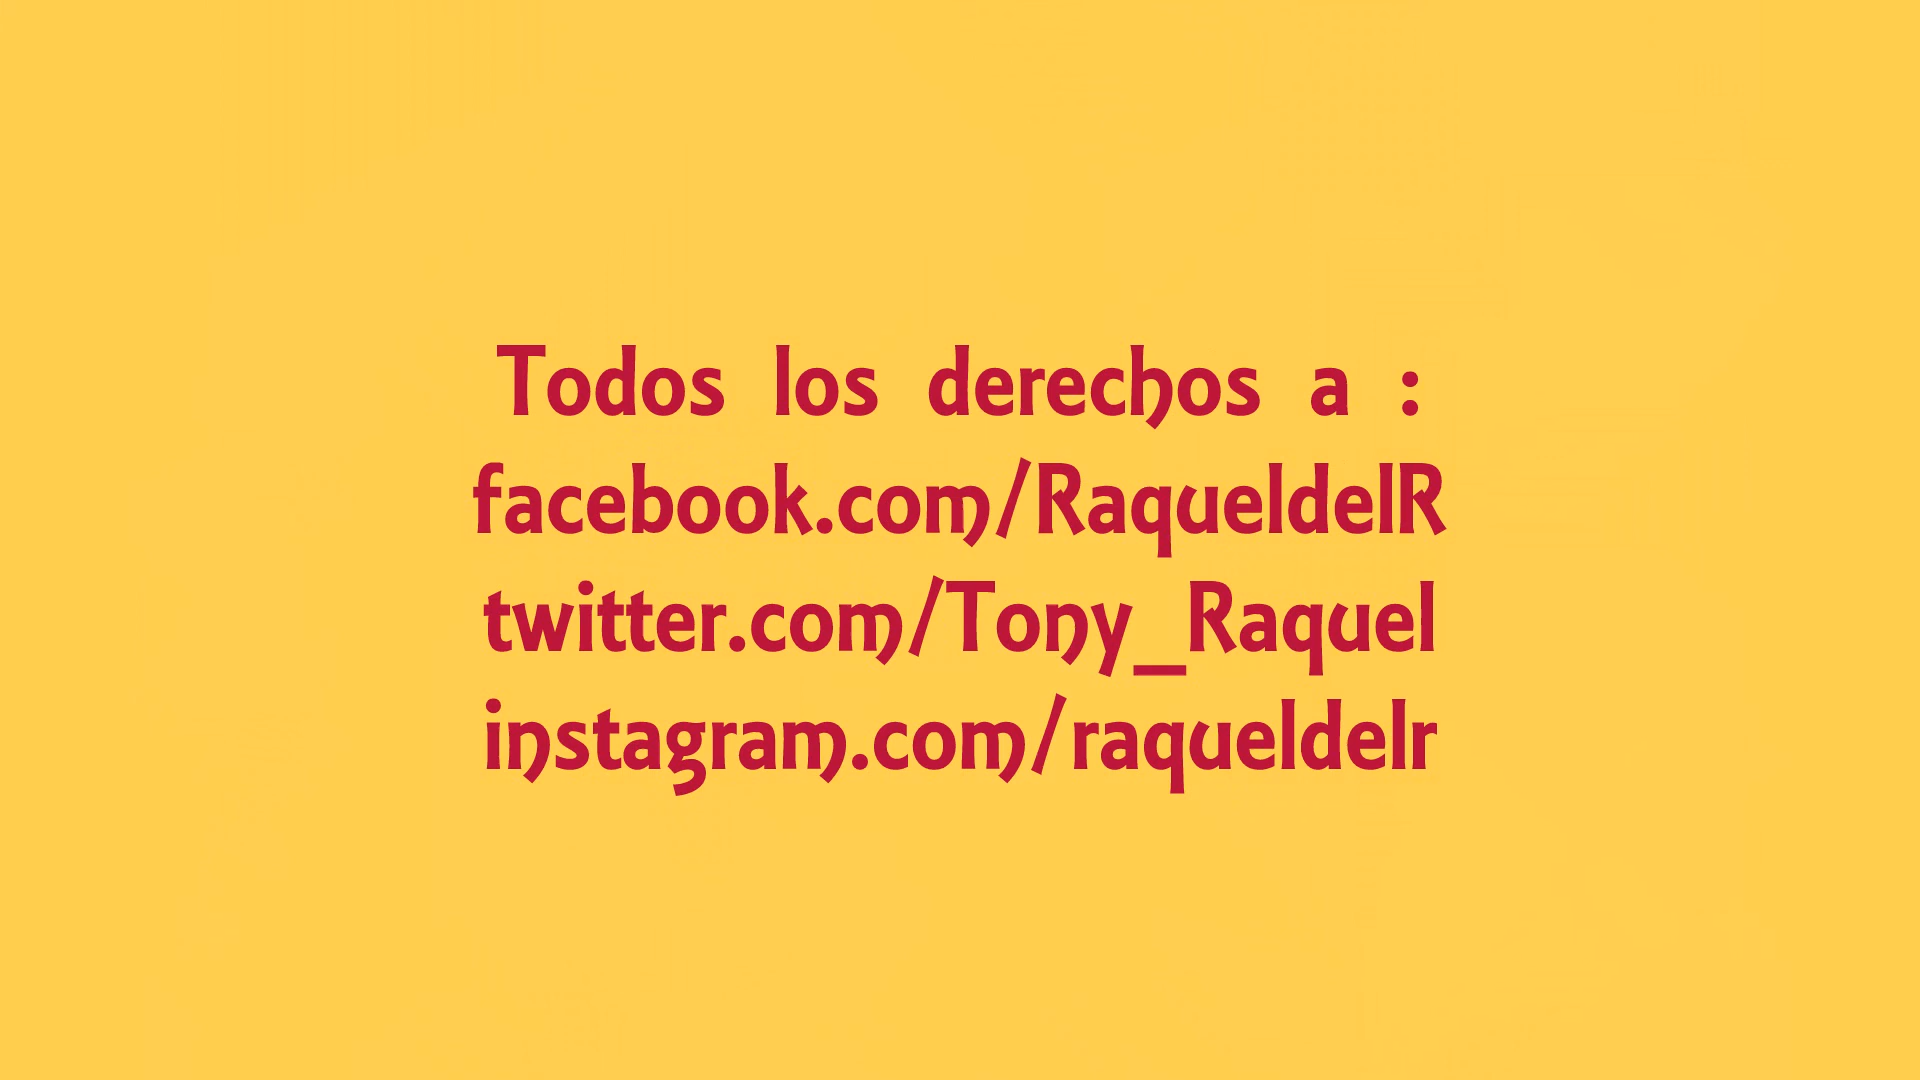 Todos los derechos a :
facebook.com/RaqueldelR
twitter.com/Tony_Raquel
instagram.com/raqueldelr